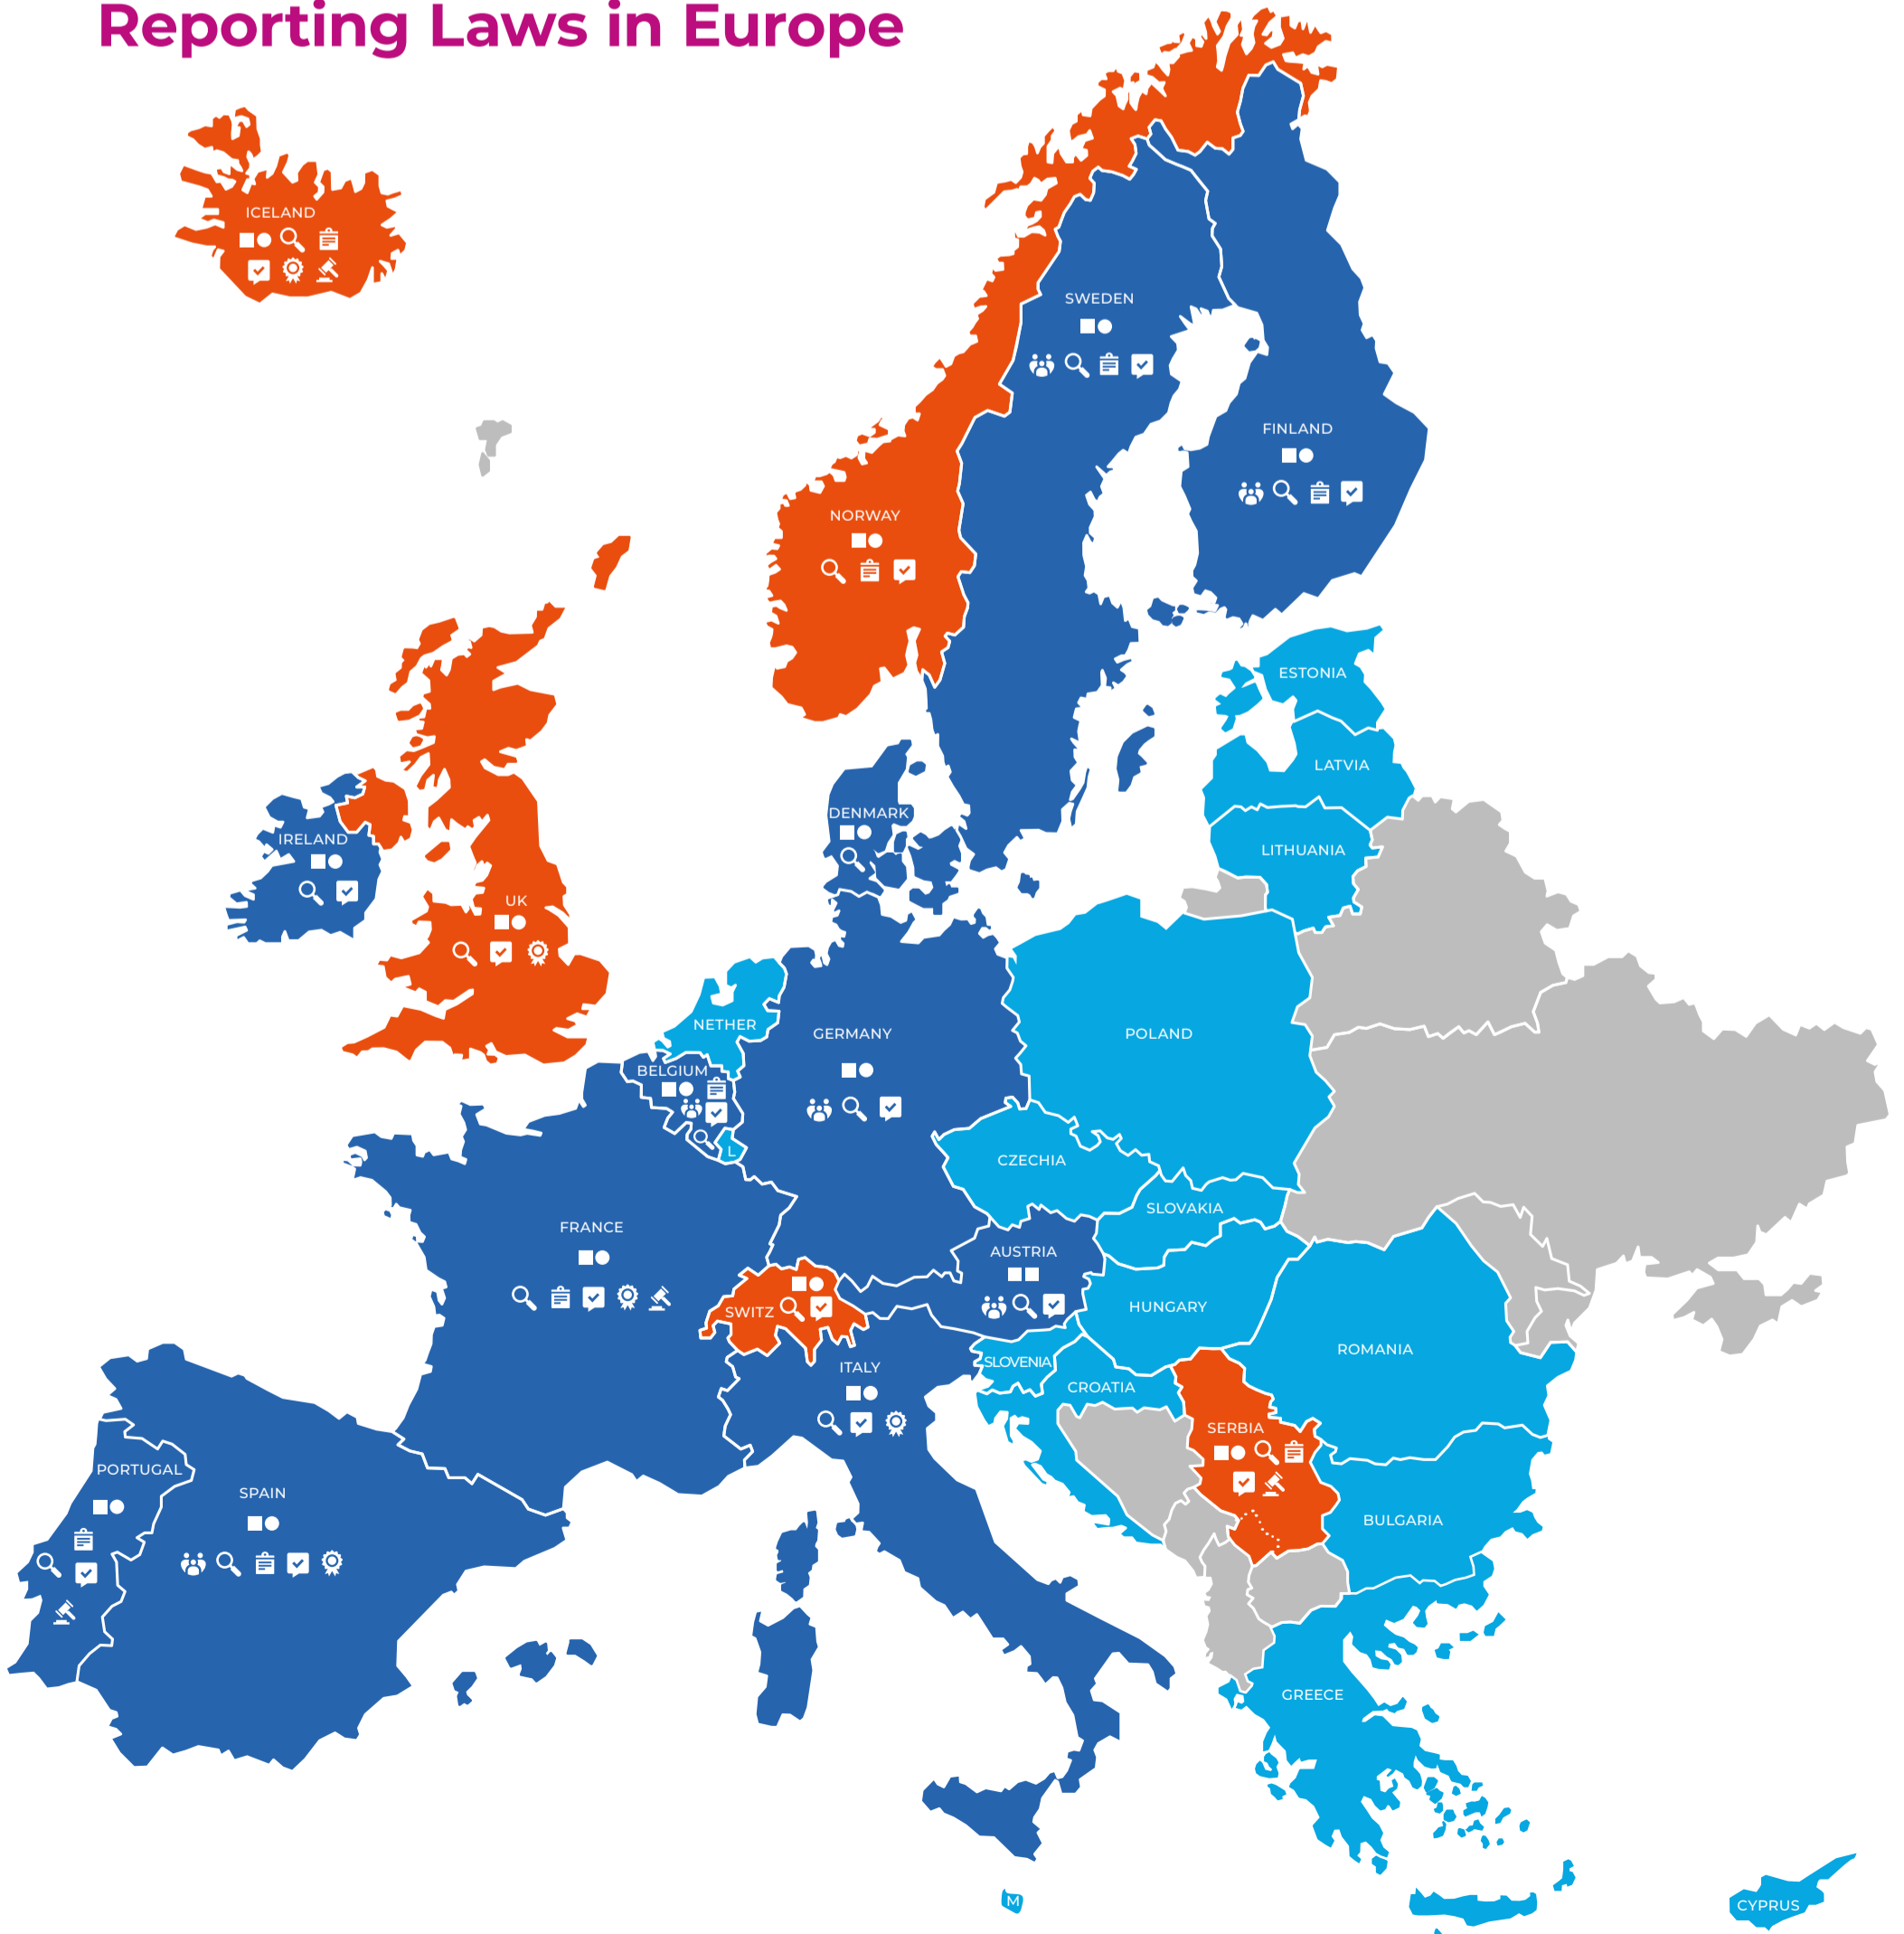 Reporting Laws in Europe
ICELAND
SWEDEN
FINLAND
NORWAY
ESTONIA
LATVIA
DENMARK
IRELAND
LITHUANIA
UK
NETHER
GERMANY
POLAND
BELGIUM
L
CZECHIA
SLOVAKIA
FRANCE
AUSTRIA
SWITZ
HUNGARY
ROMANIA
SLOVENIA
ITALY
CROATIA
SERBIA
PORTUGAL
SPAIN
BULGARIA
GREECE
M
CYPRUS